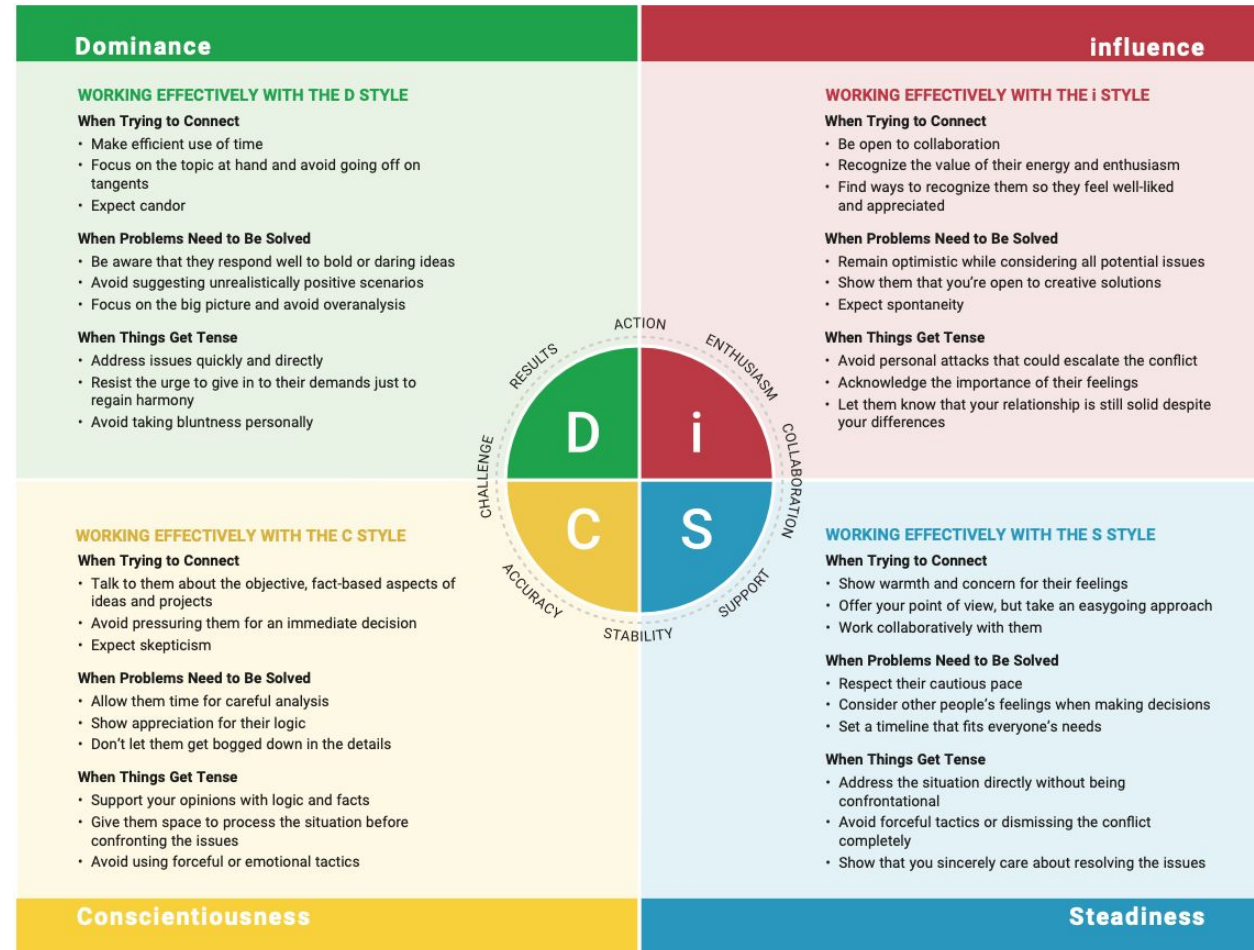 Dominance
WORKING EFFECTIVELY WITH THE D STYLE
When Trying to Connect
• Make efficient use of time
• Focus on the topic at hand and avoid going off on
tangents
• Expect candor
When Problems Need to Be Solved
• Be aware that they respond well to bold or daring ideas
• Avoid suggesting unrealistically positive scenarios
• Focus on the big picture and avoid overanalysis
When Things Get Tense
• Address issues quickly and directly
• Resist the urge to give in to their demands just to
regain harmony
• Avoid taking bluntness personally
influence
WORKING EFFECTIVELY WITH THE i STYLE
When Trying to Connect
• Be open to collaboration
• Recognize the value of their energy and enthusiasm
• Find ways to recognize them so they feel well-liked
and appreciated
When Problems Need to Be Solved
• Remain optimistic while considering all potential issues
• Show them that you're open to creative solutions
• Expect spontaneity
When Things Get Tense
• Avoid personal attacks that could escalate the conflict
• Acknowledge the importance of their feelings
• Let them know that your relationship is still solid despite
your differences
ACTION
ENTHUSIASM
COLLABORATION
SUPPORT
STABILITY
ACCURACY
CHALLENGE
RESULTS
D
i
C
S
WORKING EFFECTIVELY WITH THE C STYLE
When Trying to Connect
• Talk to them about the objective, fact-based aspects of
ideas and projects
• Avoid pressuring them for an immediate decision
• Expect skepticism
When Problems Need to Be Solved
• Allow them time for careful analysis
• Show appreciation for their logic
• Don't let them get bogged down in the details
When Things Get Tense
• Support your opinions with logic and facts
• Give them space to process the situation before
confronting the issues
• Avoid using forceful or emotional tactics
Conscientiousness
WORKING EFFECTIVELY WITH THE S STYLE
When Trying to Connect
• Show warmth and concern for their feelings
• Offer your point of view, but take an easygoing approach
• Work collaboratively with them
When Problems Need to Be Solved
• Respect their cautious pace
• Consider other people's feelings when making decisions
• Set a timeline that fits everyone's needs
When Things Get Tense
• Address the situation directly without being
confrontational
• Avoid forceful tactics or dismissing the conflict
completely
• Show that you sincerely care about resolving the issues
Steadiness